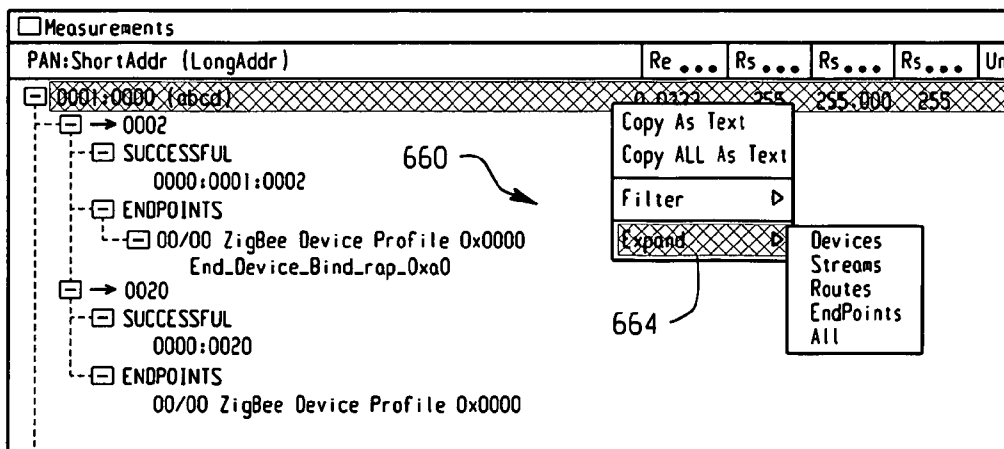 Measurements
PAN:ShortAddr (LongAddr) Re... Rs... Rs... Rs... Un
0001:0000 (abcd) 255 255.000 255
→ 0002
SUCCESSFUL
0000:0001:0002
ENDPOINTS
00/00 ZigBee Device Profile 0x0000
End_Device_Bind_rsp_0xa0
→ 0020
SUCCESSFUL
0000:0020
ENDPOINTS
00/00 ZigBee Device Profile 0x0000
Copy As Text
Copy ALL As Text
Filter
Expand
Devices
Streams
Routes
EndPoints
All
660
664